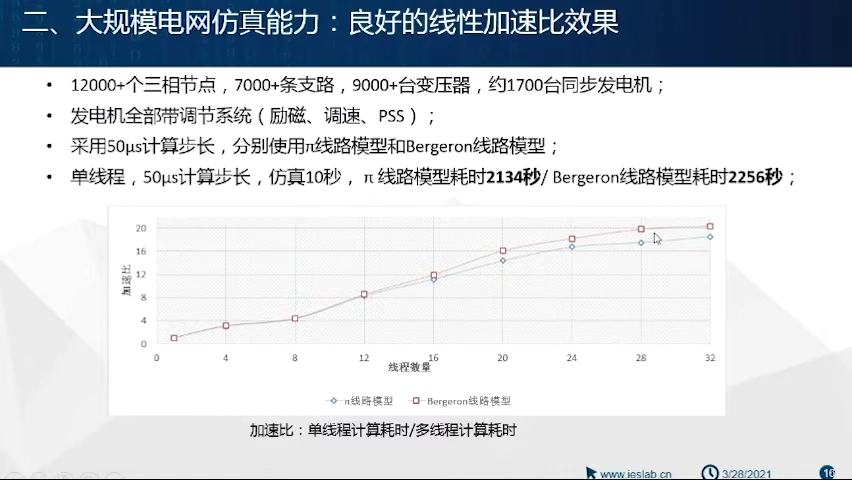 二、大规模电网仿真能力：良好的线性加速比效果
• 12000+个三相节点，7000+条支路，9000+台变压器，约1700台同步发电机；
• 发电机全部带调节系统（励磁、调速、PSS）；
• 采用50μs计算步长，分别使用π线路模型和Bergeron线路模型；
• 单线程，50μs计算步长，仿真10秒，π 线路模型耗时2134秒/ Bergeron线路模型耗时2256秒；
20
16
12
8
4
0
加速比
0 4 8 12 16 20 24 28 32
线程数量
π线路模型 Bergeron线路模型
加速比：单线程计算耗时/多线程计算耗时
www.ieslab.cn 3/28/2021 16